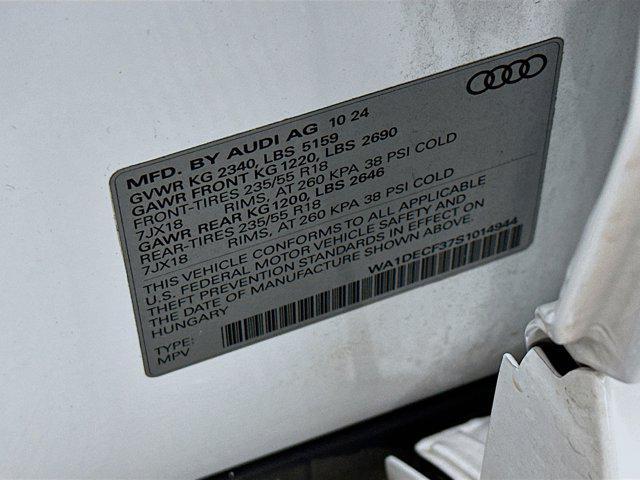 MFD. BY AUDI AG 10 24
GVWR KG 2340, LBS 5159
GAWR FRONT KG 1220, LBS 2690
FRONT-TIRES 235/55 R18
7JX18 RIMS, AT 260 KPA 38 PSI COLD
GAWR REAR KG1200, LBS 2646
REAR-TIRES 235/55 R18
7JX18 RIMS, AT 260 KPA 38 PSI COLD
THIS VEHICLE CONFORMS TO ALL APPLICABLE
U.S. FEDERAL MOTOR VEHICLE SAFETY AND
THEFT PREVENTION STANDARDS IN EFFECT ON
THE DATE OF MANUFACTURE SHOWN ABOVE.
HUNGARY
WA1DECF37S1014944
TYPE:
MPV